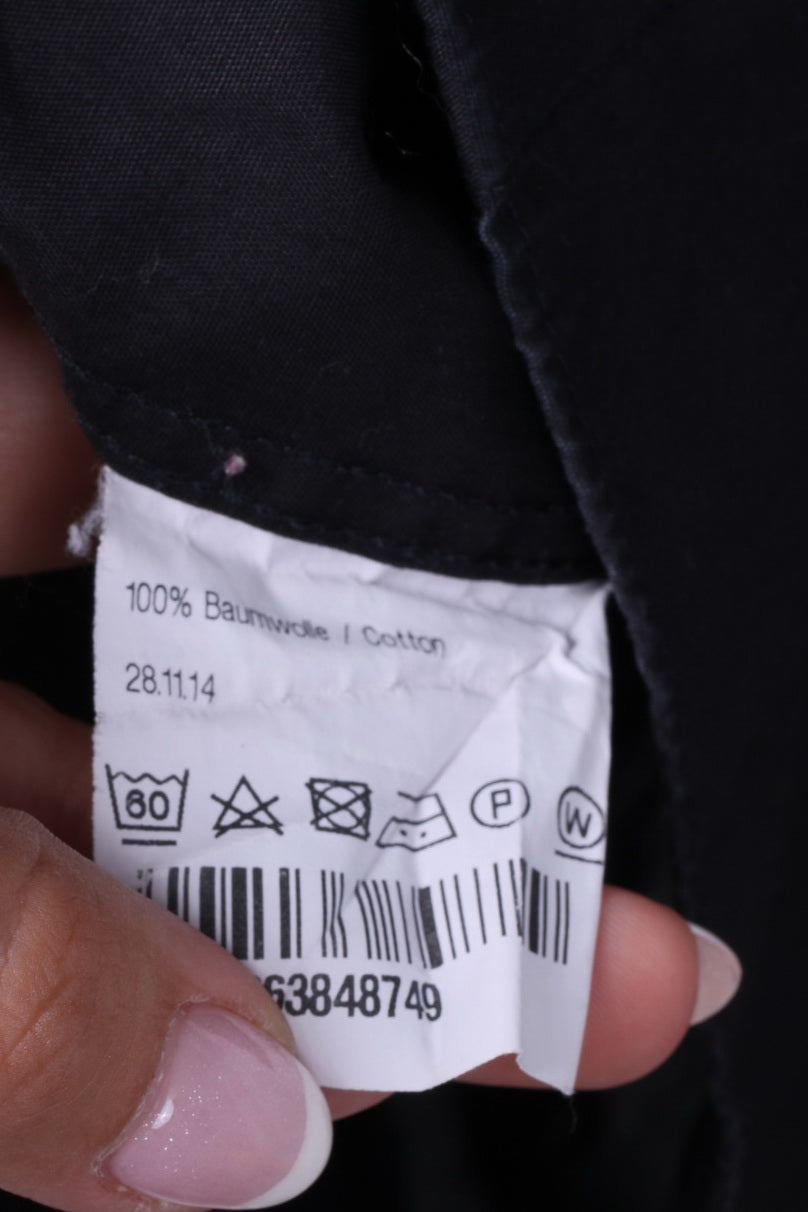 100% Baumwolle / Cotton
28.11.14
60 P W
63848749